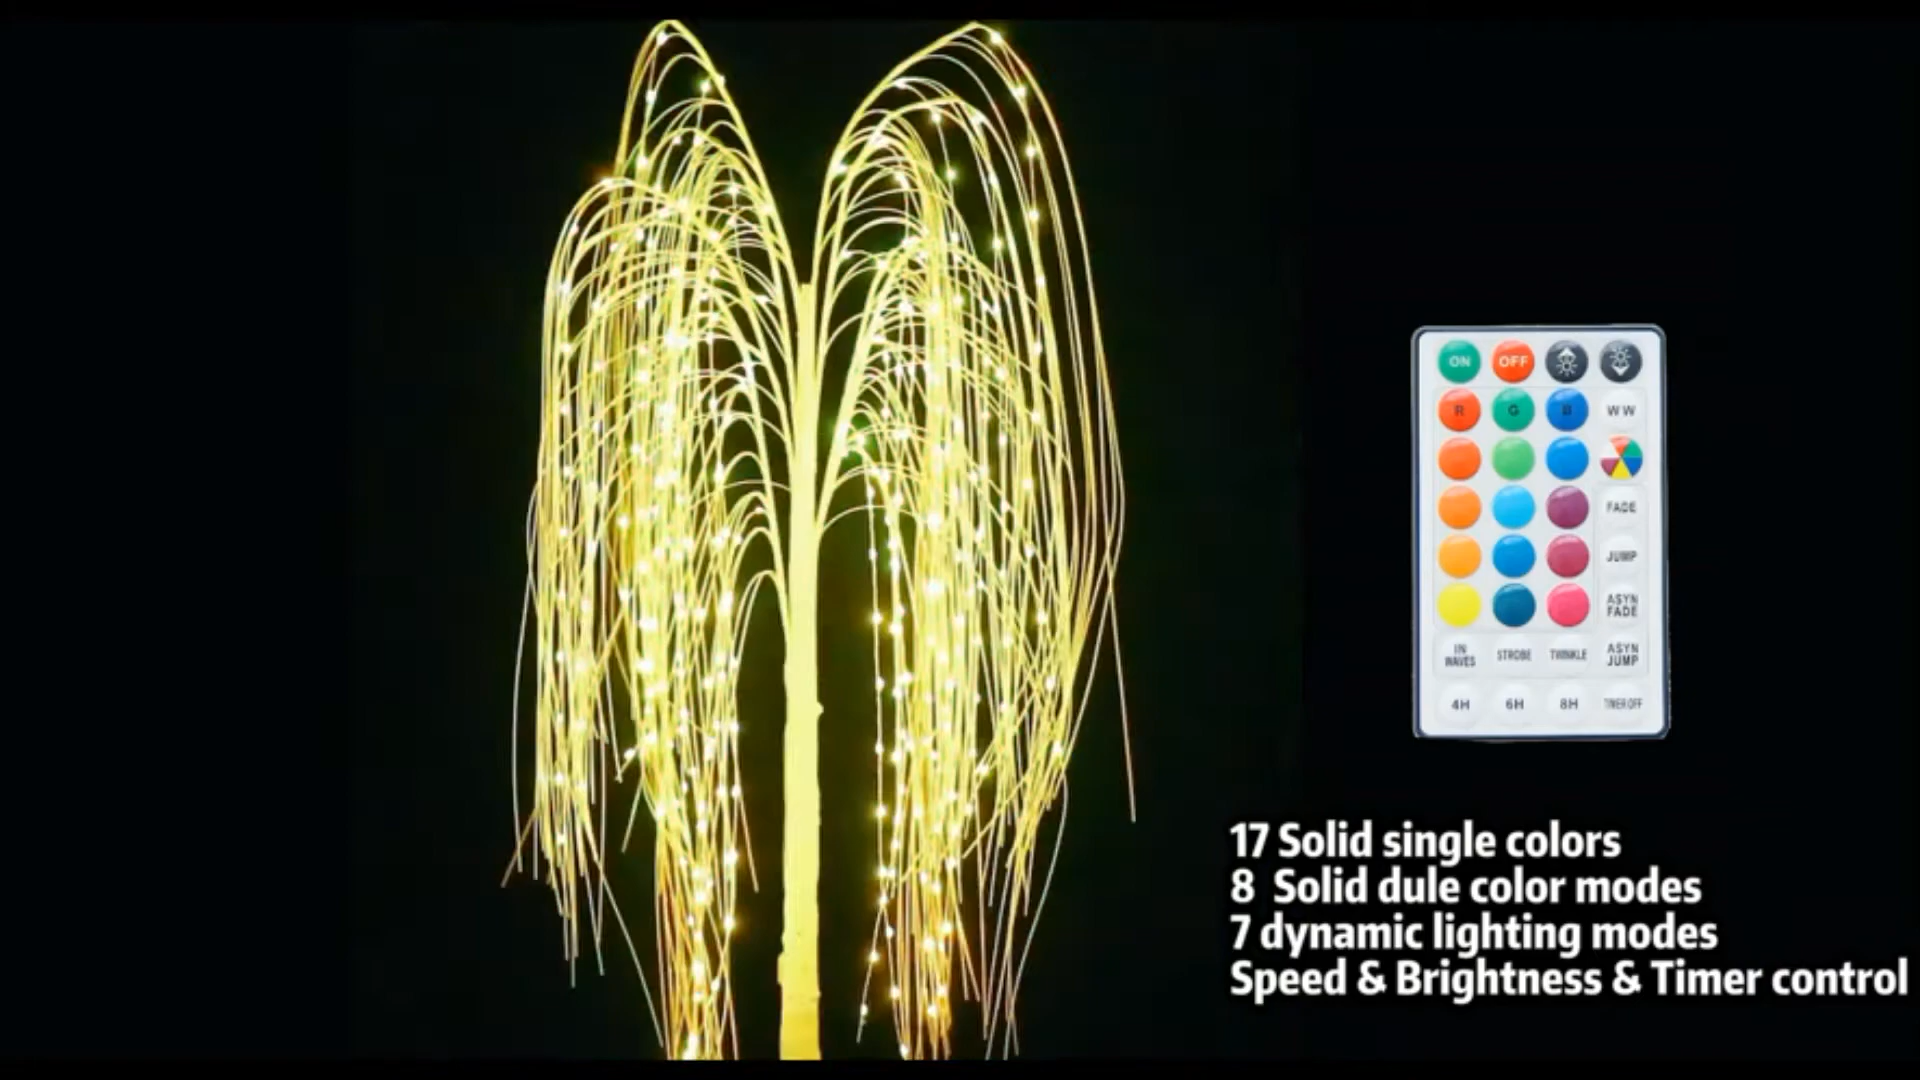 ON OFF
R G B WW
FADE
JUMP
ASYN FADE
IN WAVES STROBE TWINKLE ASYN JUMP
4H 6H 8H TIMER OFF
17 Solid single colors
8 Solid dule color modes
7 dynamic lighting modes
Speed & Brightness & Timer control